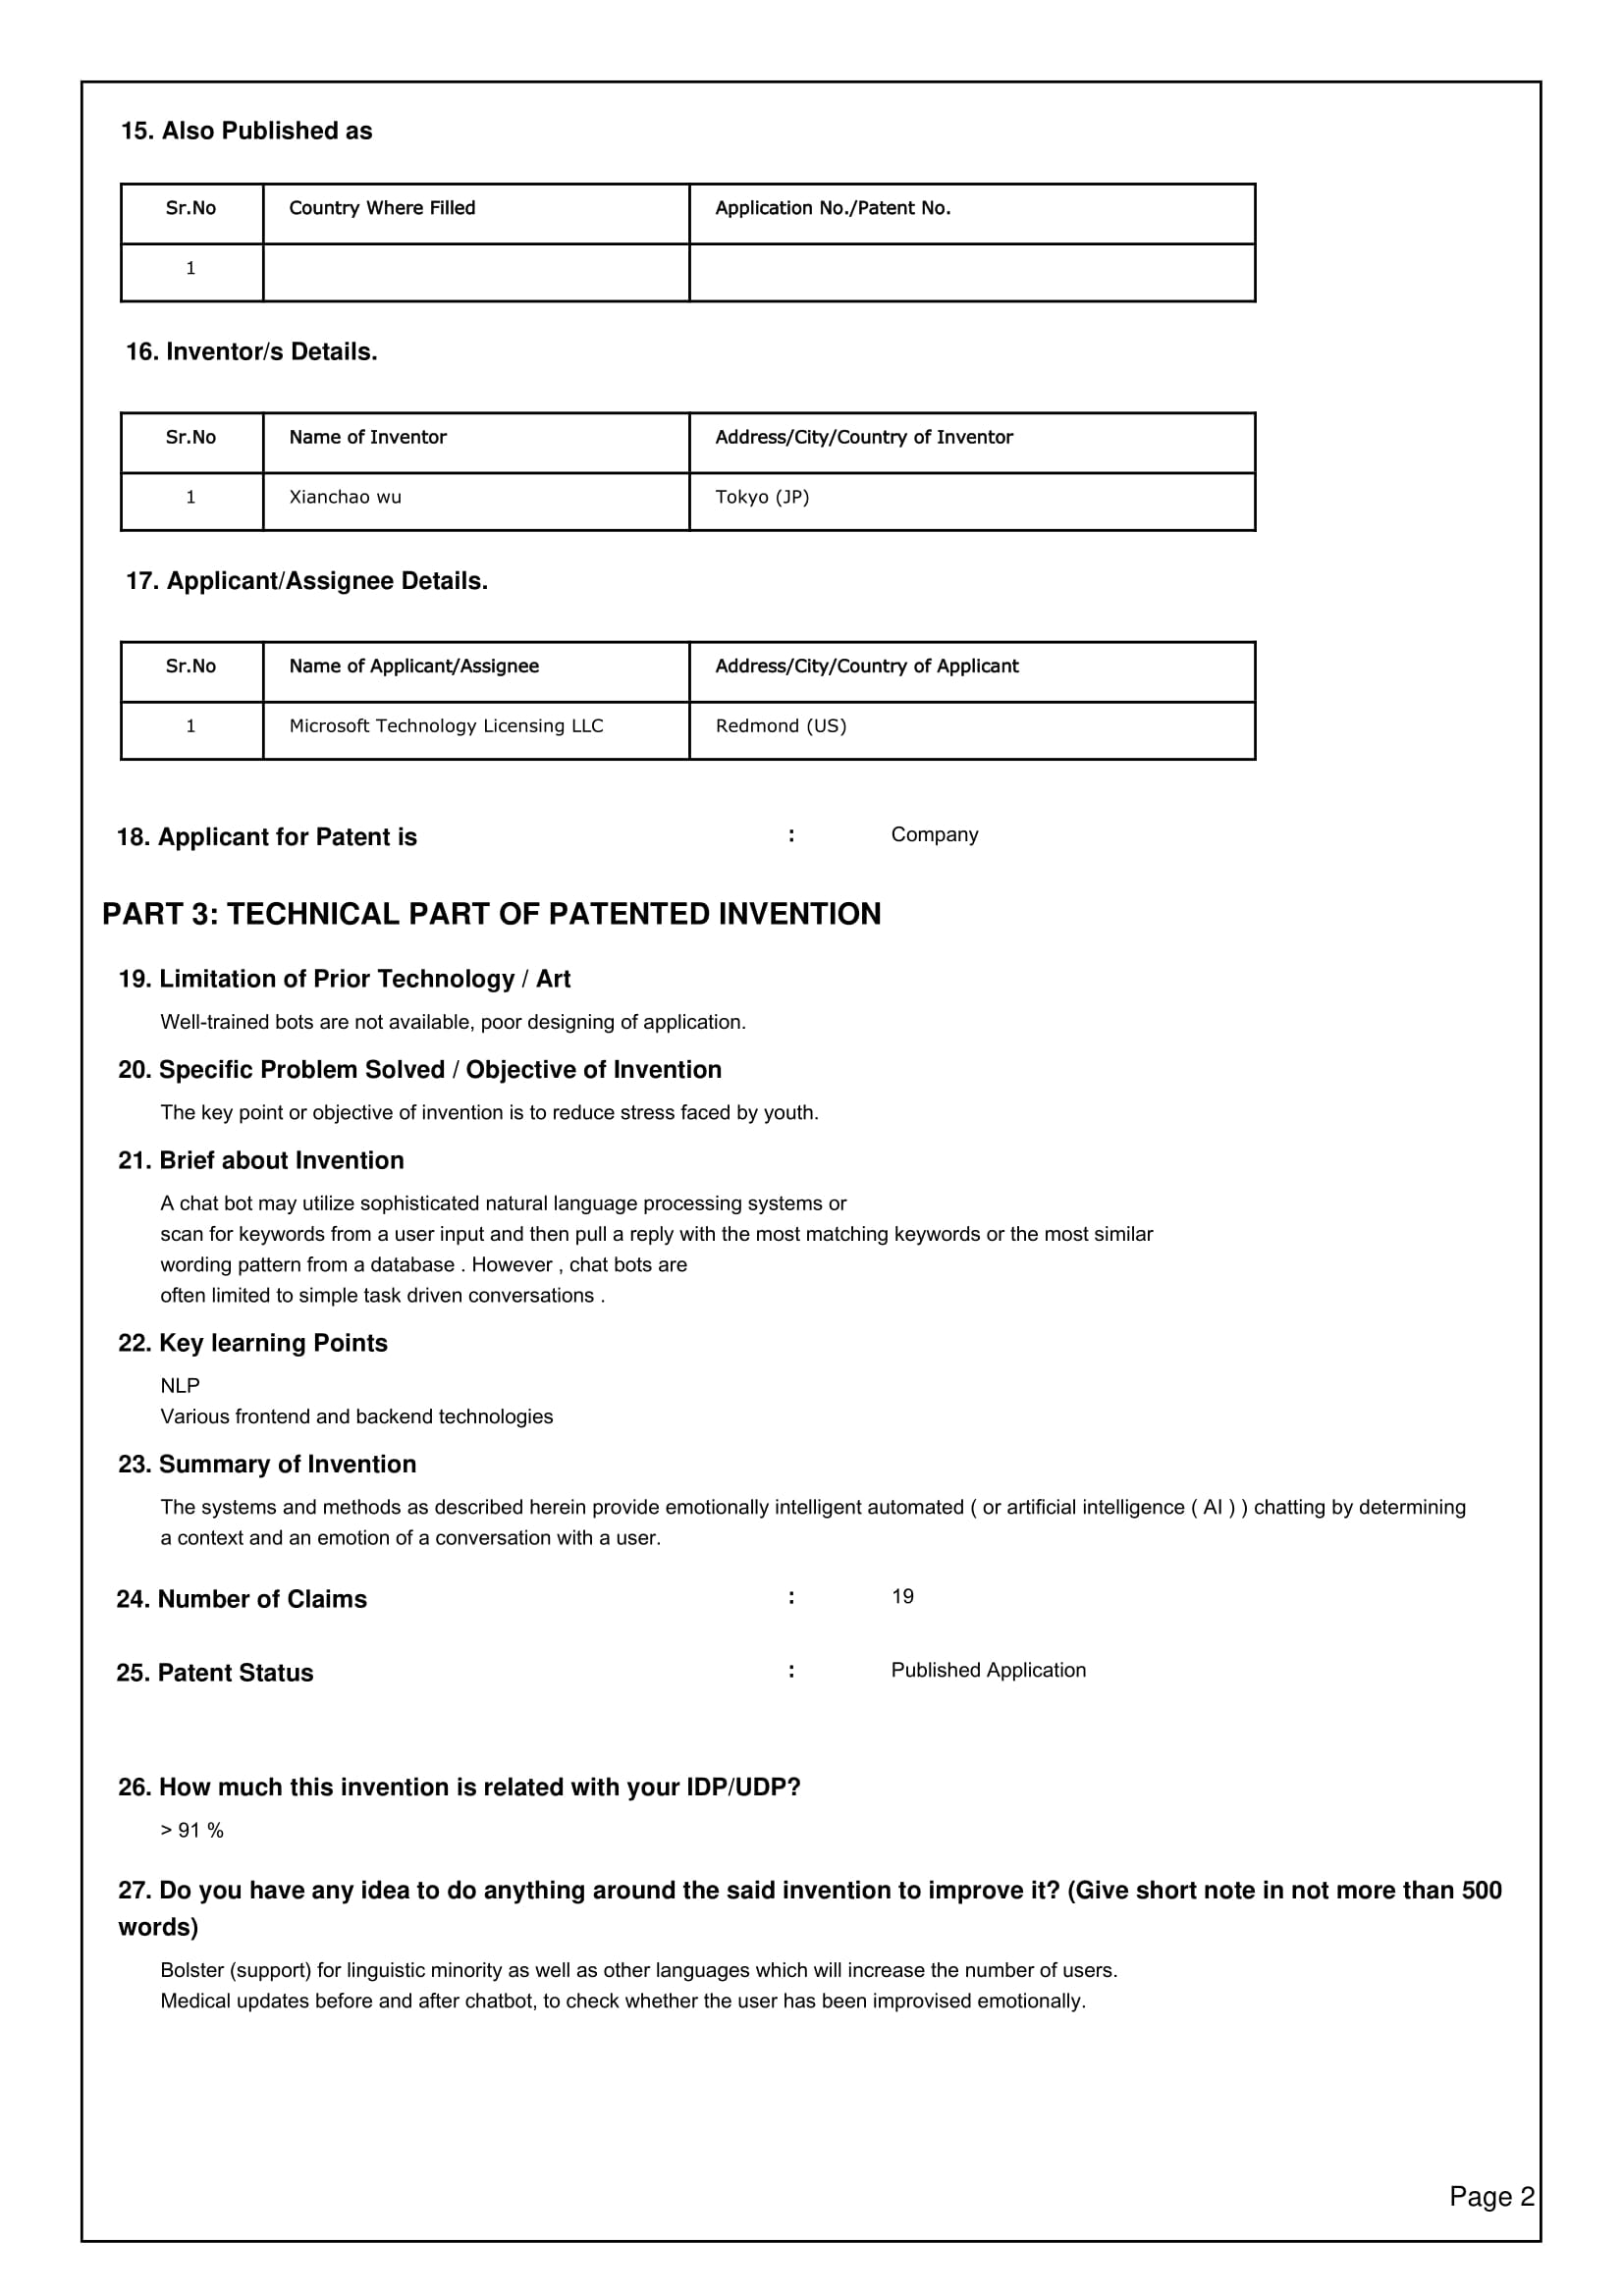 15. Also Published as
Sr.No Country Where Filled Application No./Patent No.
1
16. Inventor/s Details.
Sr.No Name of Inventor Address/City/Country of Inventor
1 Xianchao wu Tokyo (JP)
17. Applicant/Assignee Details.
Sr.No Name of Applicant/Assignee Address/City/Country of Applicant
1 Microsoft Technology Licensing LLC Redmond (US)
18. Applicant for Patent is : Company
PART 3: TECHNICAL PART OF PATENTED INVENTION
19. Limitation of Prior Technology / Art
Well-trained bots are not available, poor designing of application.
20. Specific Problem Solved / Objective of Invention
The key point or objective of invention is to reduce stress faced by youth.
21. Brief about Invention
A chat bot may utilize sophisticated natural language processing systems or
scan for keywords from a user input and then pull a reply with the most matching keywords or the most similar
wording pattern from a database . However , chat bots are
often limited to simple task driven conversations .
22. Key learning Points
NLP
Various frontend and backend technologies
23. Summary of Invention
The systems and methods as described herein provide emotionally intelligent automated ( or artificial intelligence ( AI ) ) chatting by determining
a context and an emotion of a conversation with a user.
24. Number of Claims : 19
25. Patent Status : Published Application
26. How much this invention is related with your IDP/UDP?
> 91 %
27. Do you have any idea to do anything around the said invention to improve it? (Give short note in not more than 500
words)
Bolster (support) for linguistic minority as well as other languages which will increase the number of users.
Medical updates before and after chatbot, to check whether the user has been improvised emotionally.
Page 2